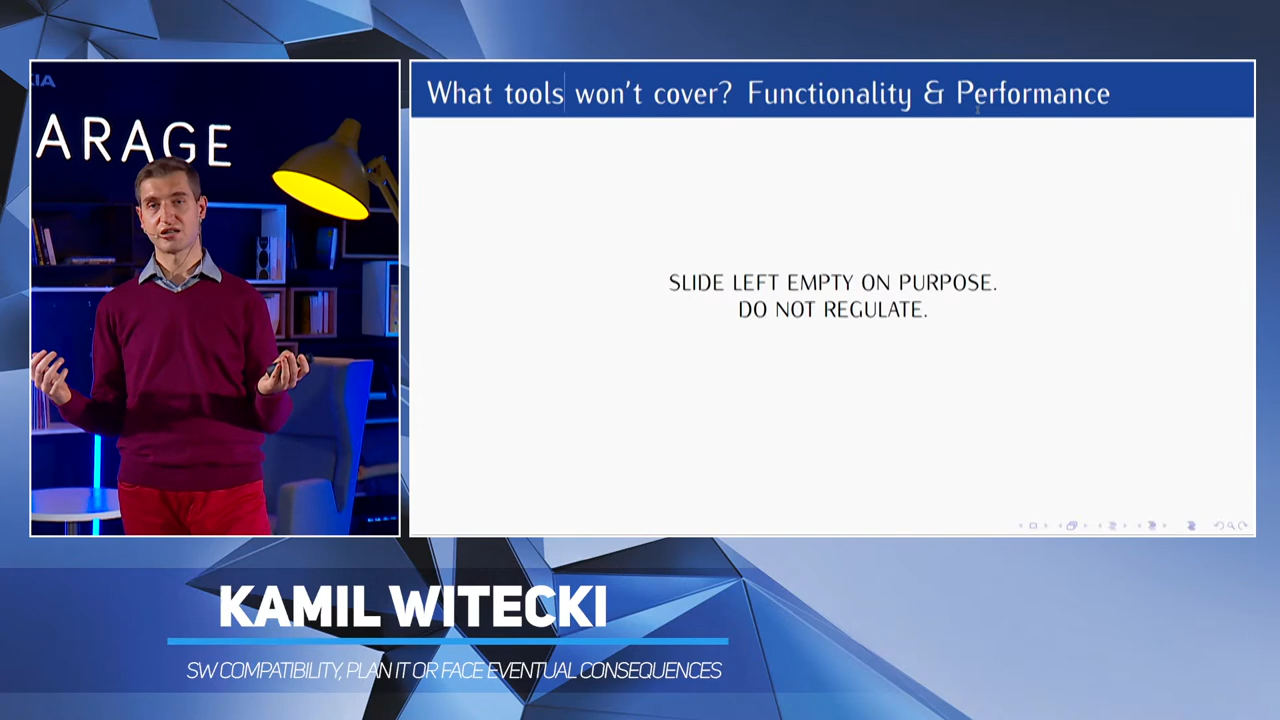 KIA
ARAGE
What tools won't cover? Functionality & Performance
SLIDE LEFT EMPTY ON PURPOSE.
DO NOT REGULATE.
KAMIL WITECKI
SW COMPATIBILITY, PLAN IT OR FACE EVENTUAL CONSEQUENCES